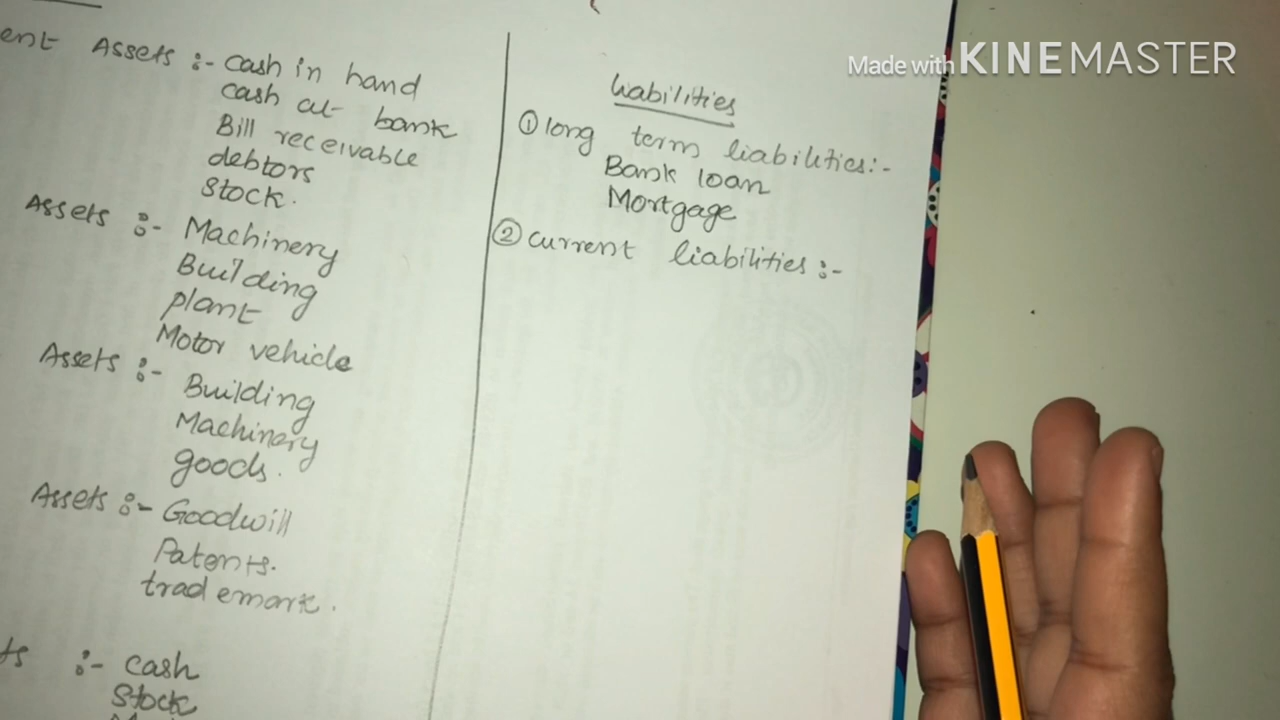 ent Assets :- cash in hand
cash at bank
Bill receivable
debtors
stock.
Assets :- Machinery
Building
plant
Motor vehicle
Assets :-
Building
Machinery
goods.
Assets :- Goodwill
Patents.
trademark.
ts :- cash
Stock
Made with KINEMASTER
Liabilities
① long term liabilities:-
Bank loan
Mortgage
② current liabilities :-